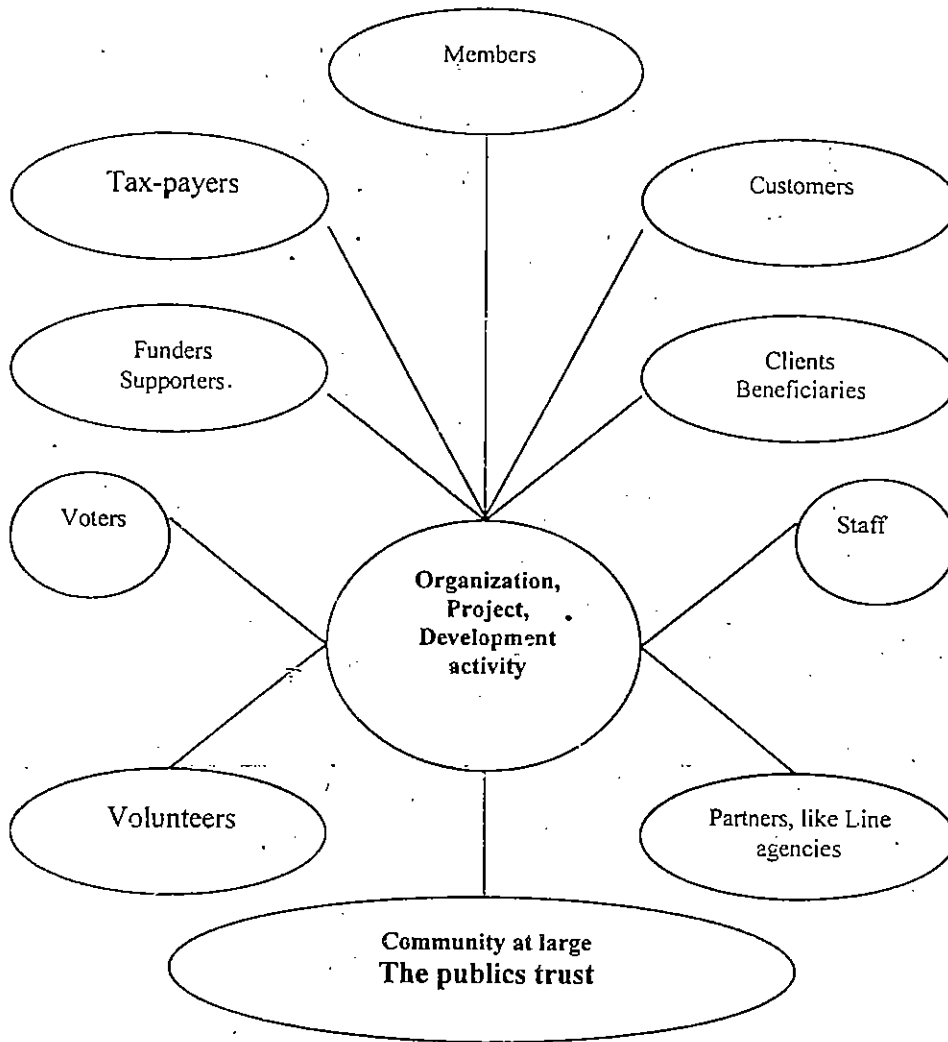 Members
Tax-payers
Customers
Funders
Supporters.
Clients
Beneficiaries
Voters
Staff
Organization,
Project,
Development
activity
Volunteers
Partners, like Line
agencies
Community at large
The publics trust